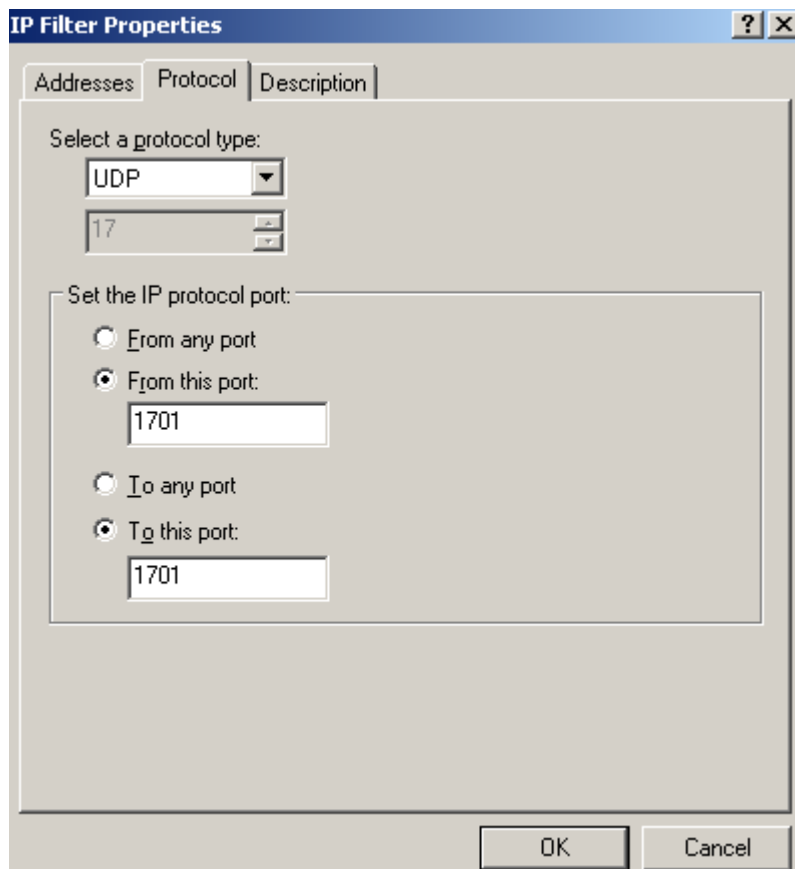 IP Filter Properties
Addresses Protocol Description
Select a protocol type:
UDP
17
Set the IP protocol port:
From any port
From this port:
1701
To any port
To this port:
1701
OK Cancel